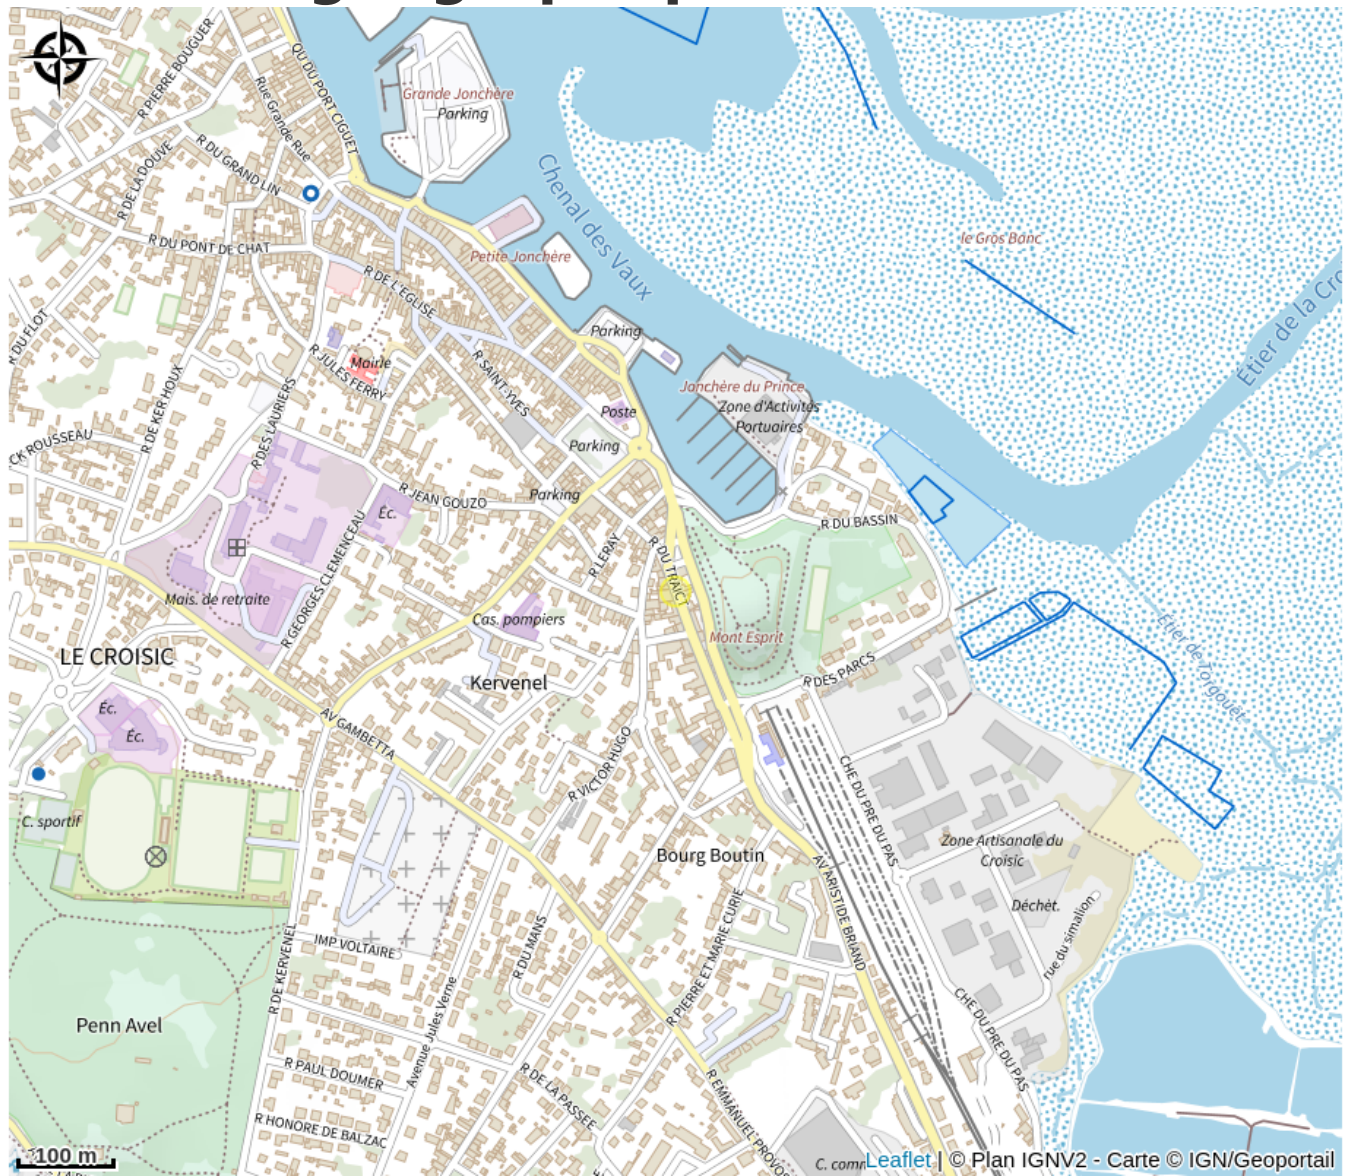 QU DU PORT CIGUET
R PIERRE BOUGUER
Rue Grande Rue
Grande Jonchère
Parking
R DU GRAND LIN
R DE LA DOUVE
Chenal des Vaux
R DU PONT DE CHAT
Petite Jonchère
le Gros Banc
R DE L'EGLISE
Étier de la Cro
R DU FLOT
Parking
R JULES FERRY
Mairie
R SAINT-YVES
Jonchère du Prince
Zone d'Activités
Portuaires
Poste
R DE KER HOUX
R DES LAURIERS
CK ROUSSEAU
Parking
Parking
R JEAN GOUZO
Éc.
R DU BASSIN
R GEORGES CLEMENCEAU
R LERAY
R DU TRAICT
Mais. de retraite
Cas. pompiers
Mont Esprit
Étier de Torgouët
LE CROISIC
Kervenel
R DES PARCS
Éc.
Éc.
AV GAMBETTA
R VICTOR HUGO
CHE DU PRE DU PAS
C. sportif
Bourg Boutin
Zone Artisanale du
Croisic
AV ARISTIDE BRIAND
Déchèt.
rue du simalion
IMP VOLTAIRE
R DU MANS
R PIERRE ET MARIE CURIE
R DE KERVENEL
Avenue Jules Verne
CHE DU PRE DU PAS
Penn Avel
R PAUL DOUMER
R DE LA PASSEE
R EMMANUEL PROVOS
R HONORE DE BALZAC
100 m
C. comm
Leaflet | © Plan IGNV2 - Carte © IGN/Geoportail